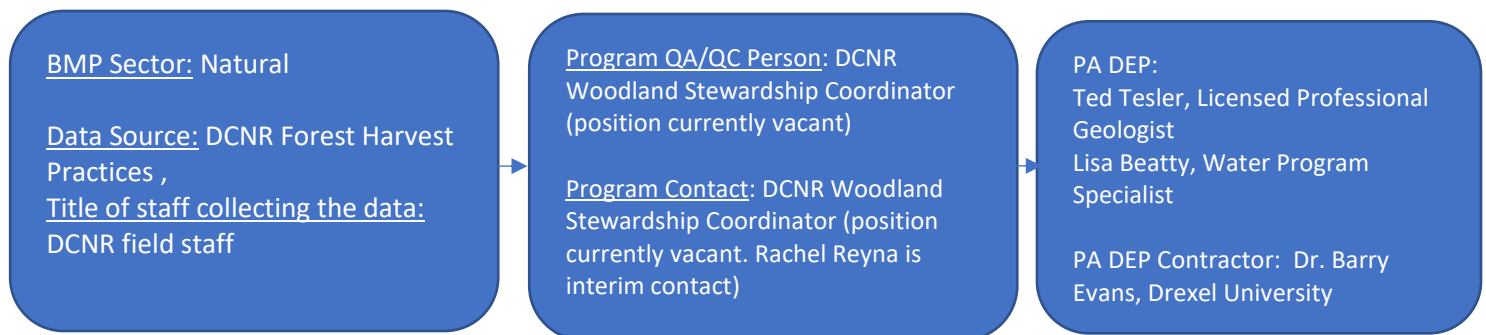 BMP Sector: Natural
Data Source: DCNR Forest Harvest
Practices ,
Title of staff collecting the data:
DCNR field staff
Program QA/QC Person: DCNR
Woodland Stewardship Coordinator
(position currently vacant)
Program Contact: DCNR Woodland
Stewardship Coordinator (position
currently vacant. Rachel Reyna is
interim contact)
PA DEP:
Ted Tesler, Licensed Professional
Geologist
Lisa Beatty, Water Program
Specialist
PA DEP Contractor:  Dr. Barry
Evans, Drexel University